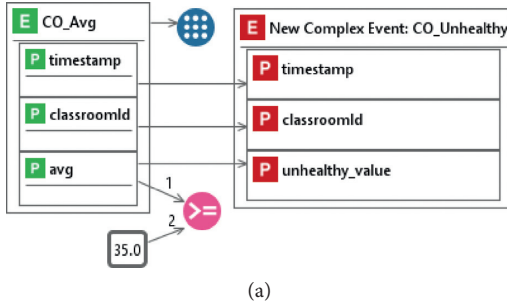 E CO_Avg
P timestamp
P classroomId
P avg
1
>=
2
35.0
E New Complex Event: CO_Unhealthy
P timestamp
P classroomId
P unhealthy_value
(a)